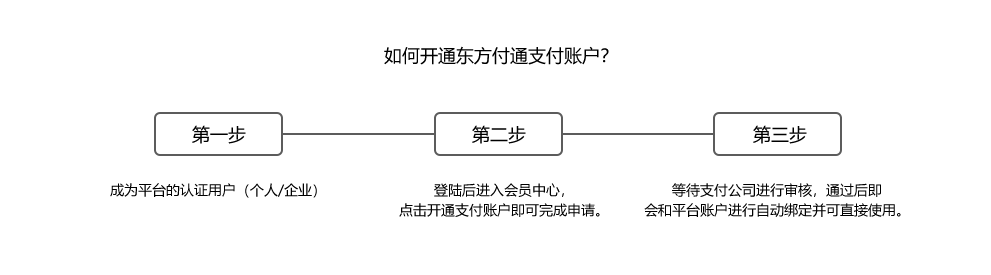 如何开通东方付通支付账户？
第一步
第二步
第三步
成为平台的认证用户（个人/企业）
登陆后进入会员中心，
点击开通支付账户即可完成申请。
等待支付公司进行审核，通过后即
会和平台账户进行自动绑定并可直接使用。